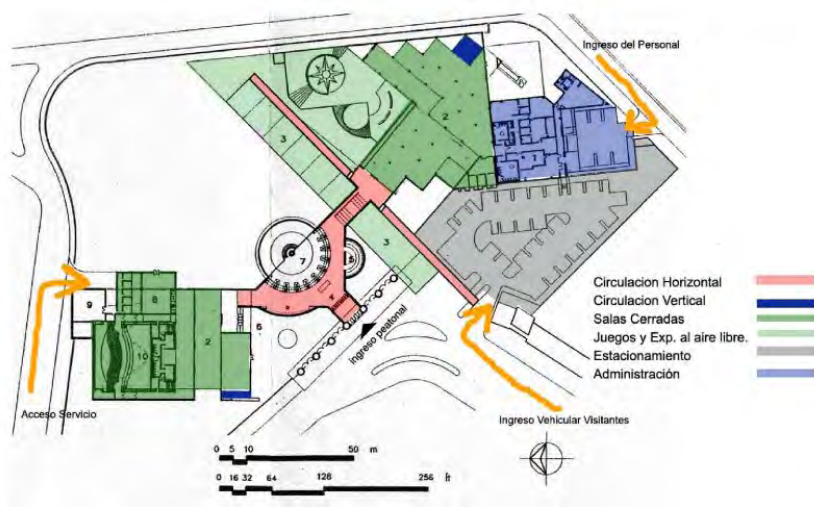 Ingreso del Personal
2
3
3
7
5
6
9
8
2
10
ingreso peatonal
Acceso Servicio
Ingreso Vehicular Visitantes
Circulacion Horizontal
Circulacion Vertical
Salas Cerradas
Juegos y Exp. al aire libre.
Estacionamiento
Administración
0 5 10 50 m
0 16 32 64 128 256 ft